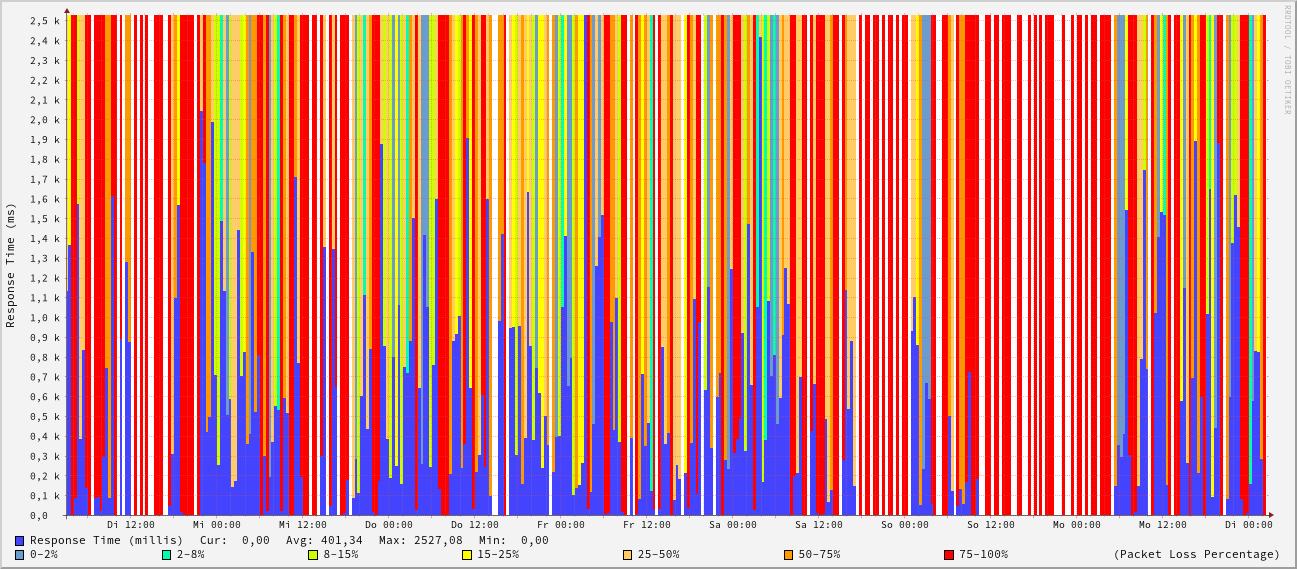 RRDTOOL / TOBI OETIKER
Response Time (ms)
2,5 k
2,4 k
2,3 k
2,2 k
2,1 k
2,0 k
1,9 k
1,8 k
1,7 k
1,6 k
1,5 k
1,4 k
1,3 k
1,2 k
1,1 k
1,0 k
0,9 k
0,8 k
0,7 k
0,6 k
0,5 k
0,4 k
0,3 k
0,2 k
0,1 k
0,0
Di 12:00 Mi 00:00 Mi 12:00 Do 00:00 Do 12:00 Fr 00:00 Fr 12:00 Sa 00:00 Sa 12:00 So 00:00 So 12:00 Mo 00:00 Mo 12:00 Di 00:00
Response Time (millis) Cur: 0,00 Avg: 401,34 Max: 2527,08 Min: 0,00
0-2% 2-8% 8-15% 15-25% 25-50% 50-75% 75-100% (Packet Loss Percentage)